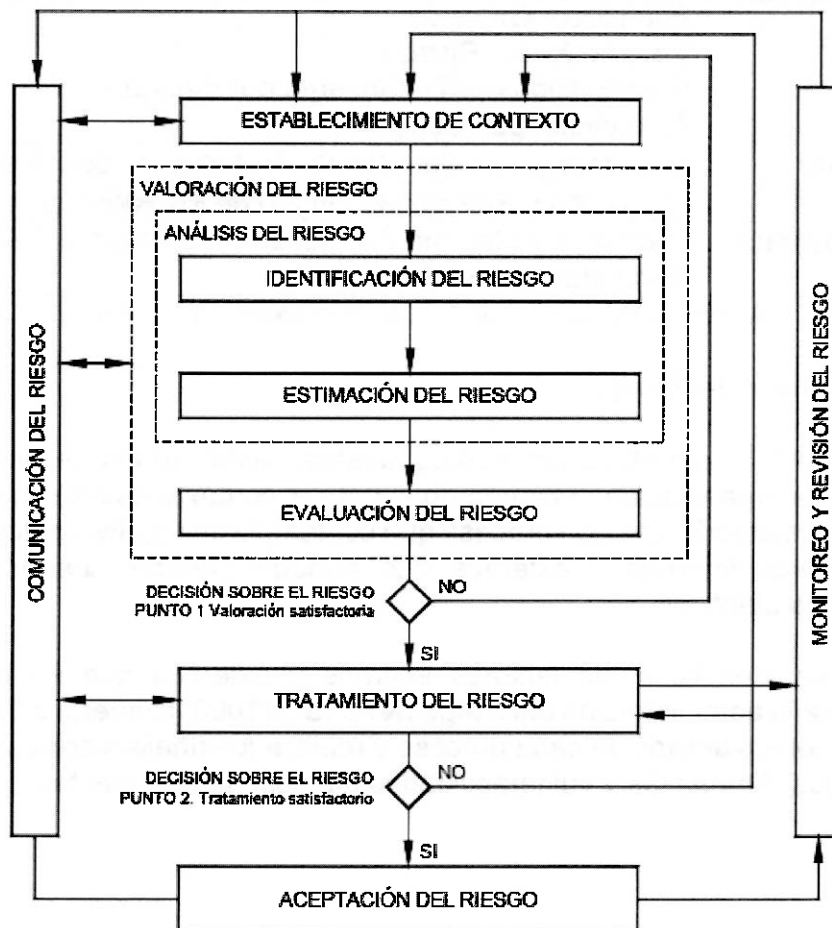 ESTABLECIMIENTO DE CONTEXTO
VALORACIÓN DEL RIESGO
ANÁLISIS DEL RIESGO
IDENTIFICACIÓN DEL RIESGO
ESTIMACIÓN DEL RIESGO
EVALUACIÓN DEL RIESGO
DECISIÓN SOBRE EL RIESGO
PUNTO 1 Valoración satisfactoria
NO
SI
TRATAMIENTO DEL RIESGO
DECISIÓN SOBRE EL RIESGO
PUNTO 2. Tratamiento satisfactorio
NO
SI
ACEPTACIÓN DEL RIESGO
COMUNICACIÓN DEL RIESGO
MONITOREO Y REVISIÓN DEL RIESGO